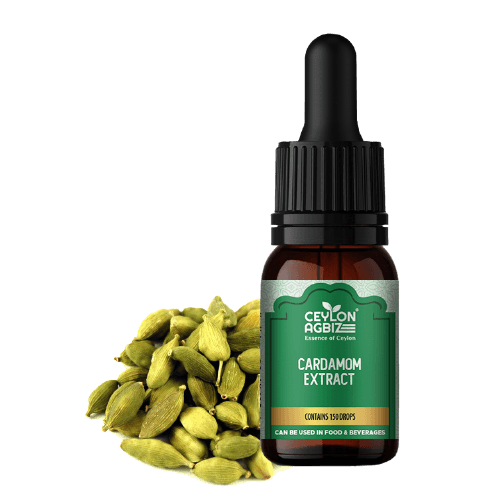 CEYLON®
AGBIZ
Essence of Ceylon
CARDAMOM
EXTRACT
CONTAINS 150 DROPS
CAN BE USED IN FOOD & BEVERAGES